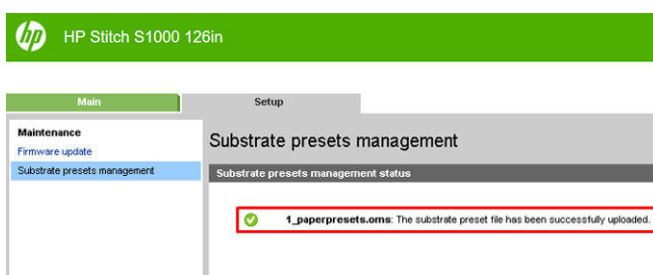 hp HP Stitch S1000 126in
Main Setup
Maintenance
Firmware update
Substrate presets management
Substrate presets management
Substrate presets management status
1_paperpresets.oms: The substrate preset file has been successfully uploaded.